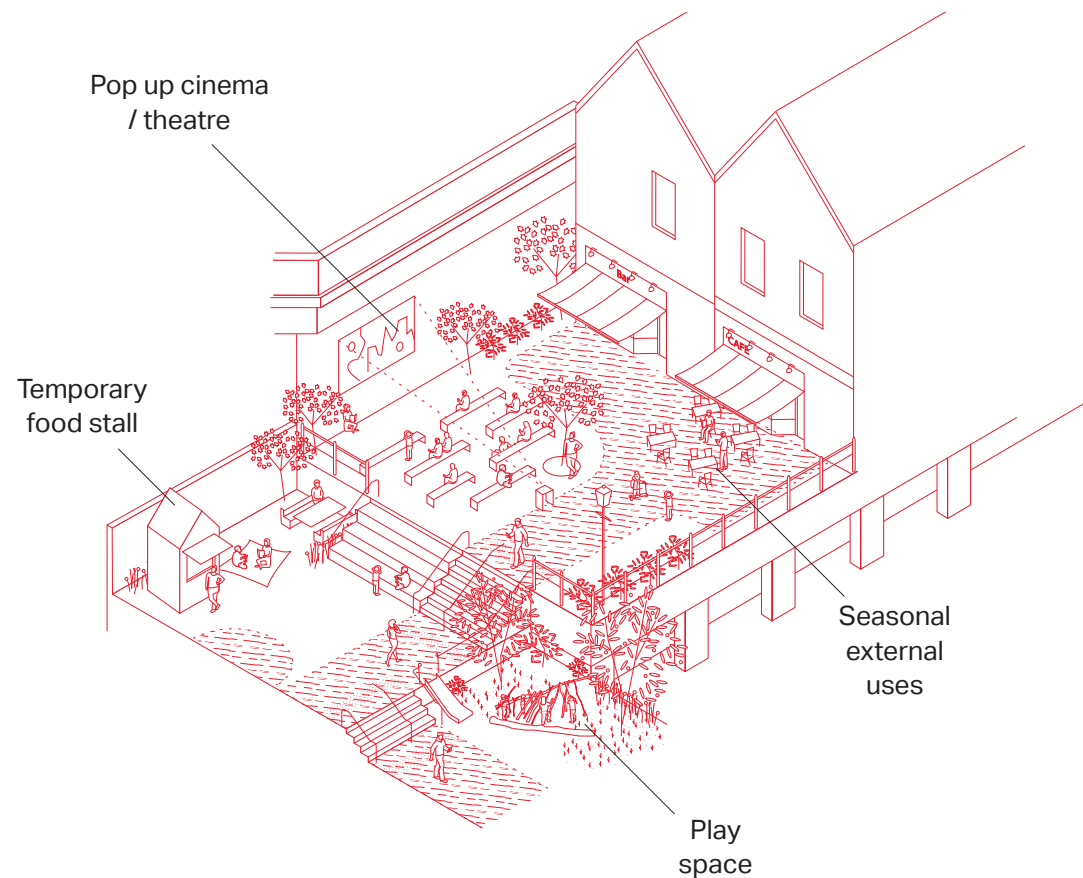 Pop up cinema
/ theatre
Bar
CAFE
Temporary
food stall
Seasonal
external
uses
Play
space